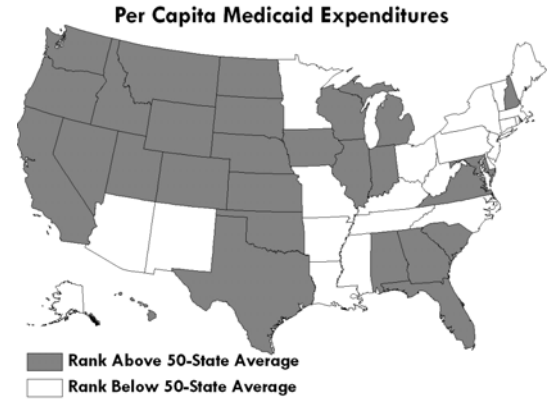 Per Capita Medicaid Expenditures
Rank Above 50-State Average
Rank Below 50-State Average